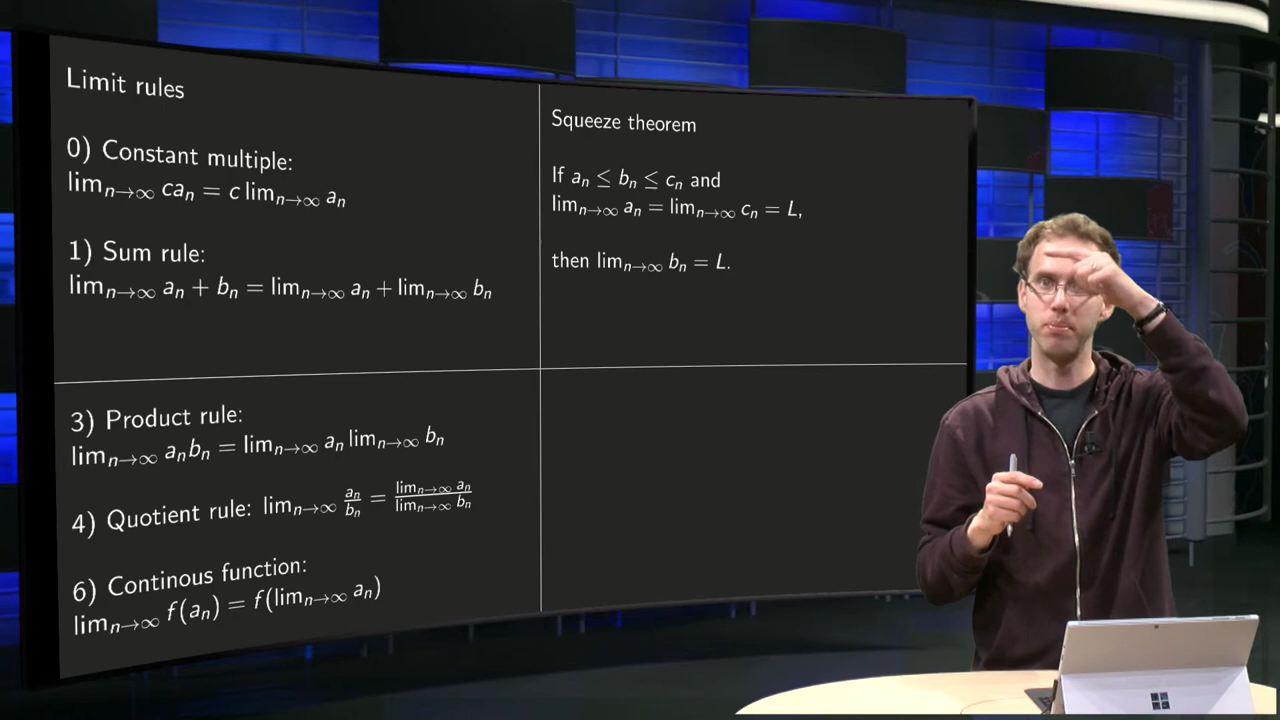 Limit rules
0) Constant multiple:
lim_{n→∞} ca_n = c lim_{n→∞} a_n
1) Sum rule:
lim_{n→∞} a_n + b_n = lim_{n→∞} a_n + lim_{n→∞} b_n
3) Product rule:
lim_{n→∞} a_n b_n = lim_{n→∞} a_n lim_{n→∞} b_n
4) Quotient rule: lim_{n→∞} \frac{a_n}{b_n} = \frac{lim_{n→∞} a_n}{lim_{n→∞} b_n}
6) Continous function:
lim_{n→∞} f(a_n) = f(lim_{n→∞} a_n)
Squeeze theorem
If a_n ≤ b_n ≤ c_n and
lim_{n→∞} a_n = lim_{n→∞} c_n = L,
then lim_{n→∞} b_n = L.